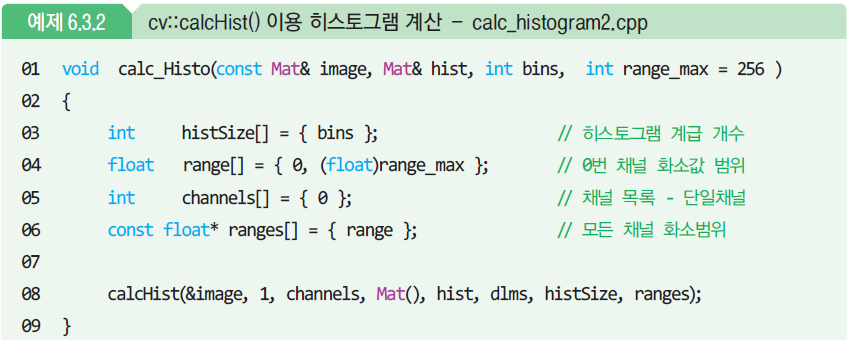 예제 6.3.2 cv::calcHist() 이용 히스토그램 계산 - calc_histogram2.cpp
01 void calc_Histo(const Mat& image, Mat& hist, int bins, int range_max = 256 )
02 {
03 int histSize[] = { bins }; // 히스토그램 계급 개수
04 float range[] = { 0, (float)range_max }; // 0번 채널 화소값 범위
05 int channels[] = { 0 }; // 채널 목록 - 단일채널
06 const float* ranges[] = { range }; // 모든 채널 화소범위
07
08 calcHist(&image, 1, channels, Mat(), hist, dlms, histSize, ranges);
09 }